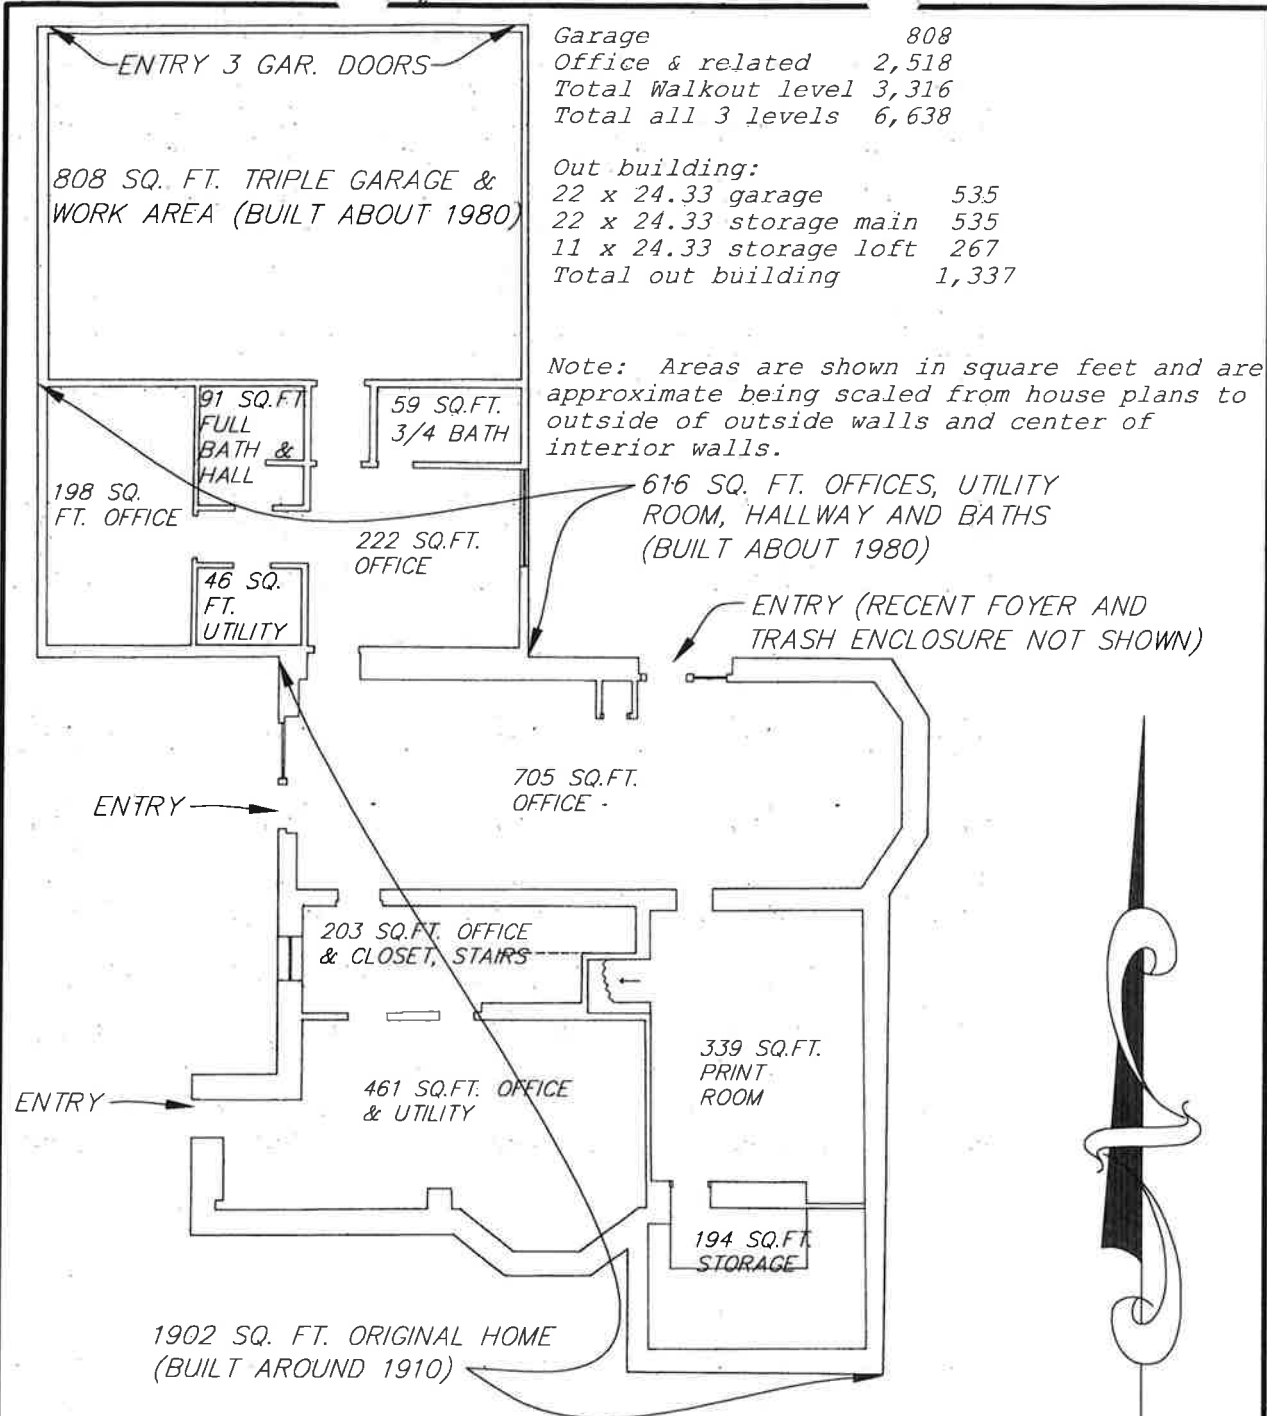 Garage 808
Office & related 2,518
Total Walkout level 3,316
Total all 3 levels 6,638
Out building:
22 x 24.33 garage 535
22 x 24.33 storage main 535
11 x 24.33 storage loft 267
Total out building 1,337
Note: Areas are shown in square feet and are
approximate being scaled from house plans to
outside of outside walls and center of
interior walls.
ENTRY 3 GAR. DOORS
808 SQ. FT. TRIPLE GARAGE &
WORK AREA (BUILT ABOUT 1980)
91 SQ.FT.
FULL
BATH &
HALL
59 SQ.FT.
3/4 BATH
198 SQ.
FT. OFFICE
222 SQ.FT.
OFFICE
46 SQ.
FT.
UTILITY
616 SQ. FT. OFFICES, UTILITY
ROOM, HALLWAY AND BATHS
(BUILT ABOUT 1980)
ENTRY (RECENT FOYER AND
TRASH ENCLOSURE NOT SHOWN)
705 SQ.FT.
OFFICE
ENTRY
203 SQ.FT. OFFICE
& CLOSET, STAIRS
339 SQ.FT.
PRINT
ROOM
461 SQ.FT. OFFICE
& UTILITY
ENTRY
194 SQ.FT.
STORAGE
1902 SQ. FT. ORIGINAL HOME
(BUILT AROUND 1910)